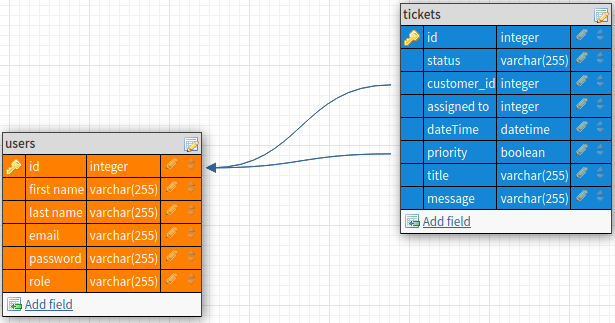 tickets
id integer
status varchar(255)
customer_id integer
assigned to integer
dateTime datetime
priority boolean
title varchar(255)
message varchar(255)
Add field
users
id integer
first name varchar(255)
last name varchar(255)
email varchar(255)
password varchar(255)
role varchar(255)
Add field